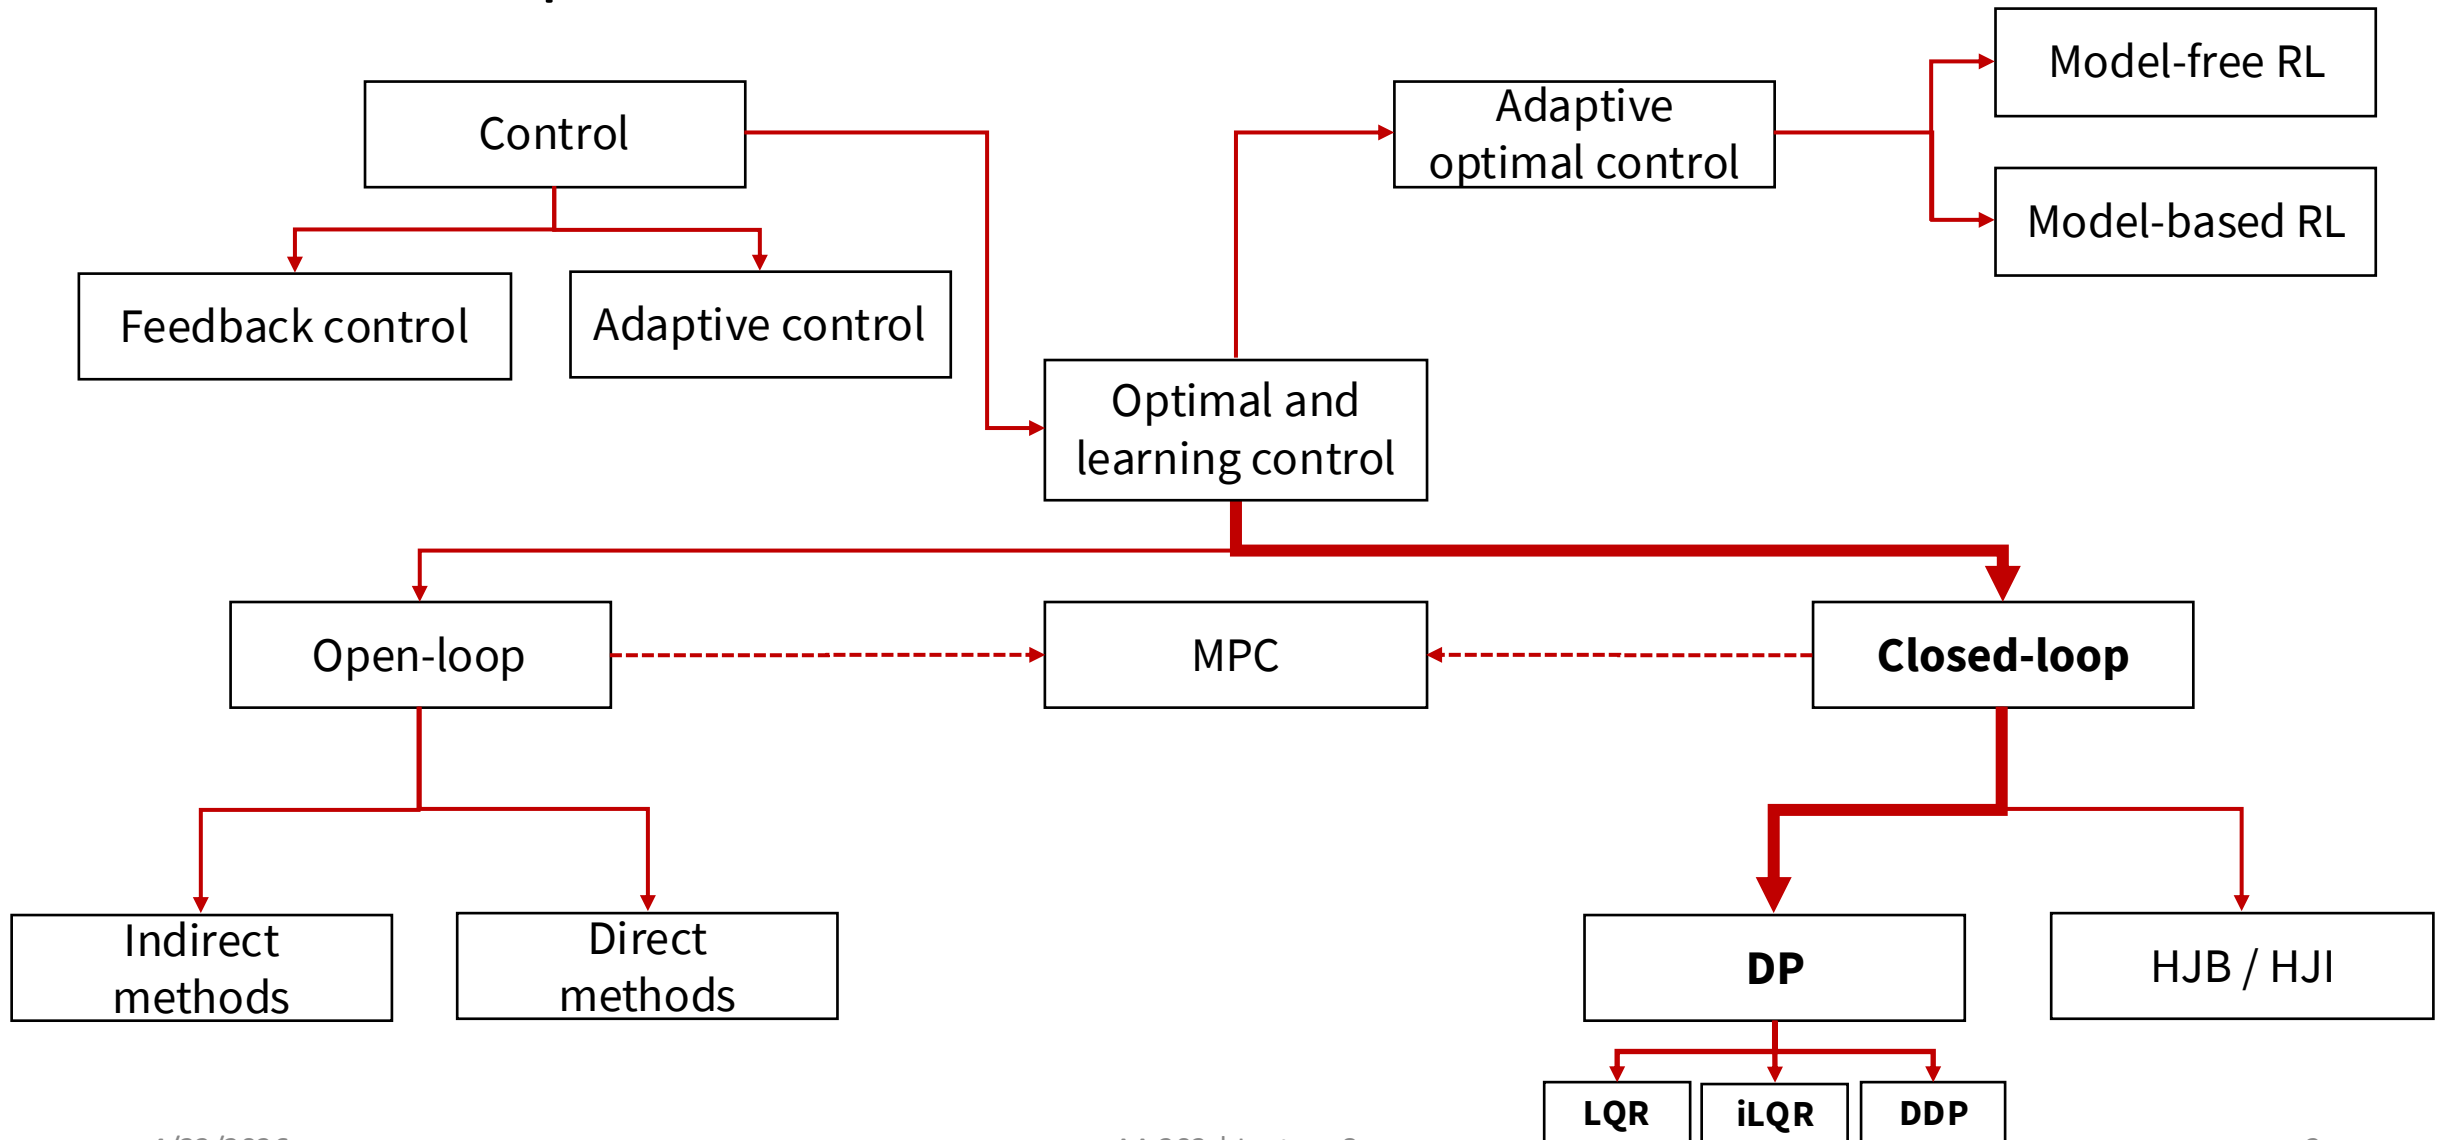 Model-free RL
Control
Adaptive
optimal control
Model-based RL
Feedback control
Adaptive control
Optimal and
learning control
Open-loop
MPC
Closed-loop
Indirect
methods
Direct
methods
DP
HJB / HJI
LQR
iLQR
DDP